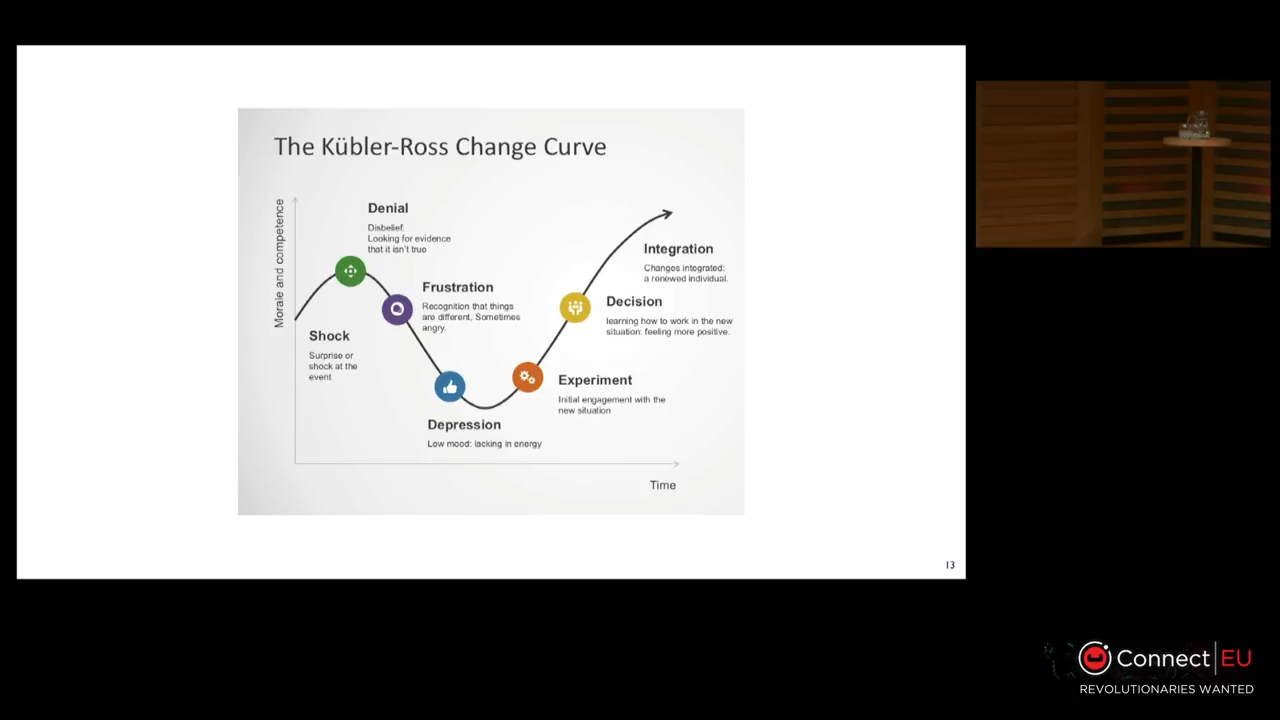 The Kübler-Ross Change Curve
Morale and competence
Denial
Disbelief:
Looking for evidence
that it isn't true
Frustration
Recognition that things
are different, Sometimes
angry.
Shock
Surprise or
shock at the
event
Depression
Low mood: lacking in energy
Experiment
Initial engagement with the
new situation
Decision
learning how to work in the new
situation: feeling more positive.
Integration
Changes integrated:
a renewed individual.
Time
13
Connect EU
REVOLUTIONARIES WANTED